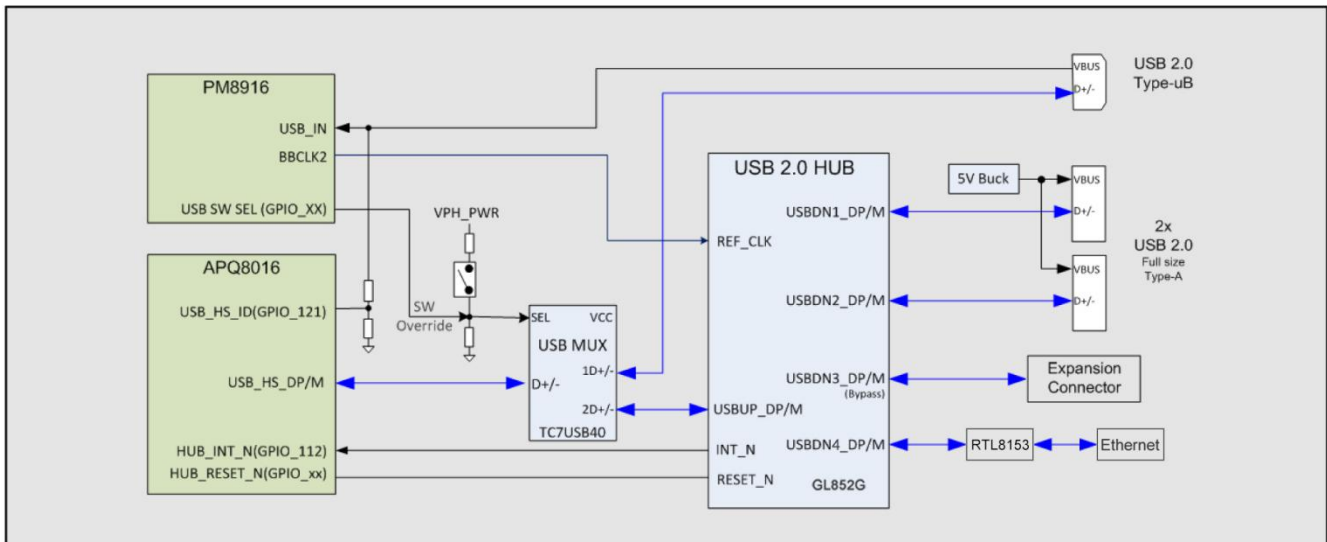 PM8916
USB_IN
BBCLK2
USB SW SEL (GPIO_XX)
APQ8016
USB_HS_ID(GPIO_121)
USB_HS_DP/M
HUB_INT_N(GPIO_112)
HUB_RESET_N(GPIO_xx)
VPH_PWR
SW
Override
SEL
VCC
USB MUX
D+/-
1D+/-
2D+/-
TC7USB40
USB 2.0 HUB
REF_CLK
USBUP_DP/M
INT_N
RESET_N
USBDN1_DP/M
USBDN2_DP/M
USBDN3_DP/M
(Bypass)
USBDN4_DP/M
GL852G
VBUS
D+/-
USB 2.0
Type-uB
5V Buck
VBUS
D+/-
VBUS
D+/-
2x
USB 2.0
Full size
Type-A
Expansion
Connector
RTL8153
Ethernet